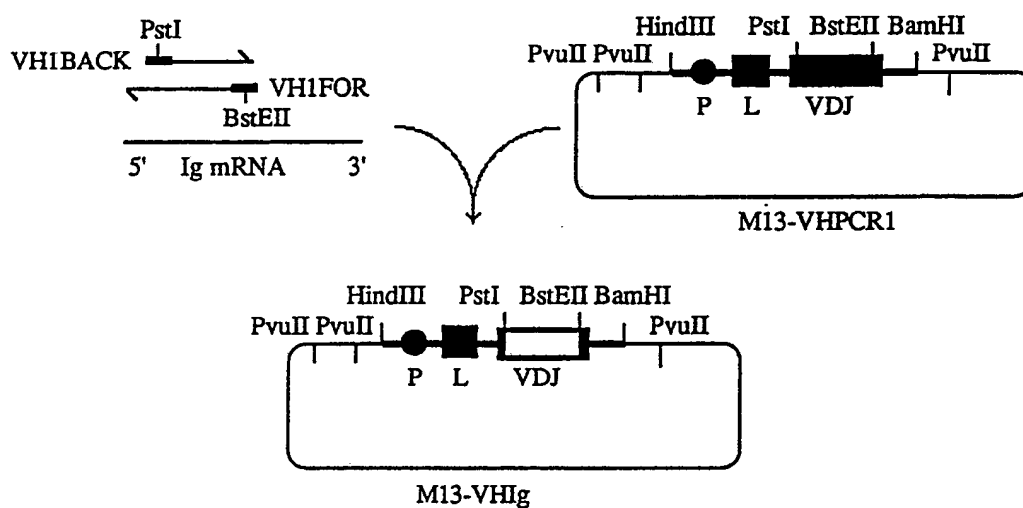 PstI
VH1BACK
VH1FOR
BstEII
5' Ig mRNA 3'
HindIII PstI BstEII BamHI
PvuII PvuII PvuII
P L VDJ
M13-VHPCR1
HindIII PstI BstEII BamHI
PvuII PvuII PvuII
P L VDJ
M13-VHIg